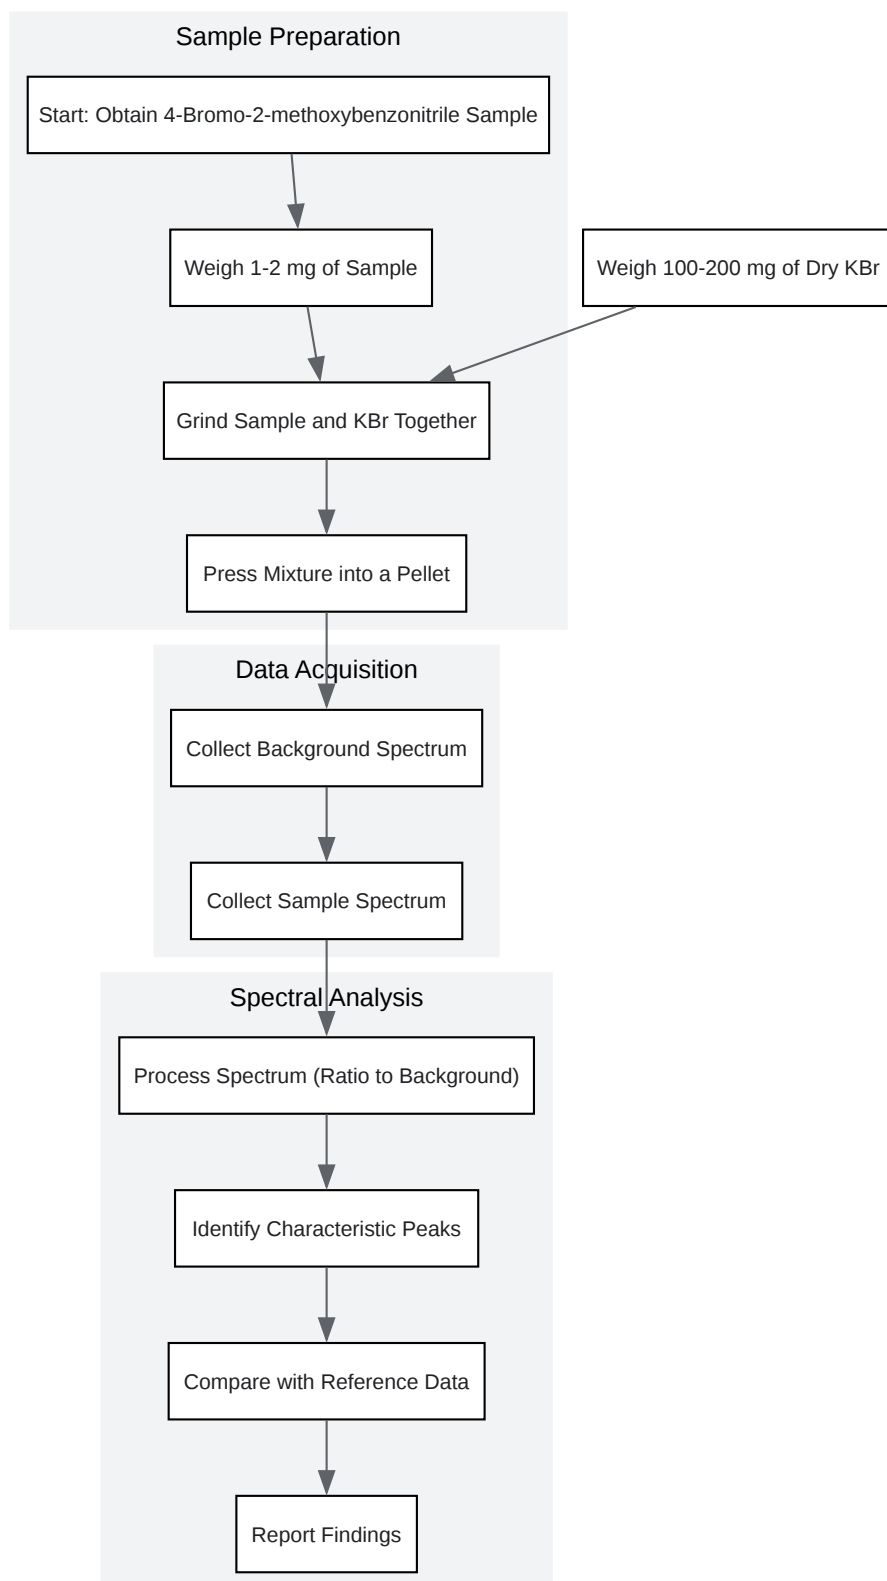 Sample Preparation
Start: Obtain 4-Bromo-2-methoxybenzonitrile Sample
Weigh 1-2 mg of Sample
Weigh 100-200 mg of Dry KBr
Grind Sample and KBr Together
Press Mixture into a Pellet
Data Acquisition
Collect Background Spectrum
Collect Sample Spectrum
Spectral Analysis
Process Spectrum (Ratio to Background)
Identify Characteristic Peaks
Compare with Reference Data
Report Findings